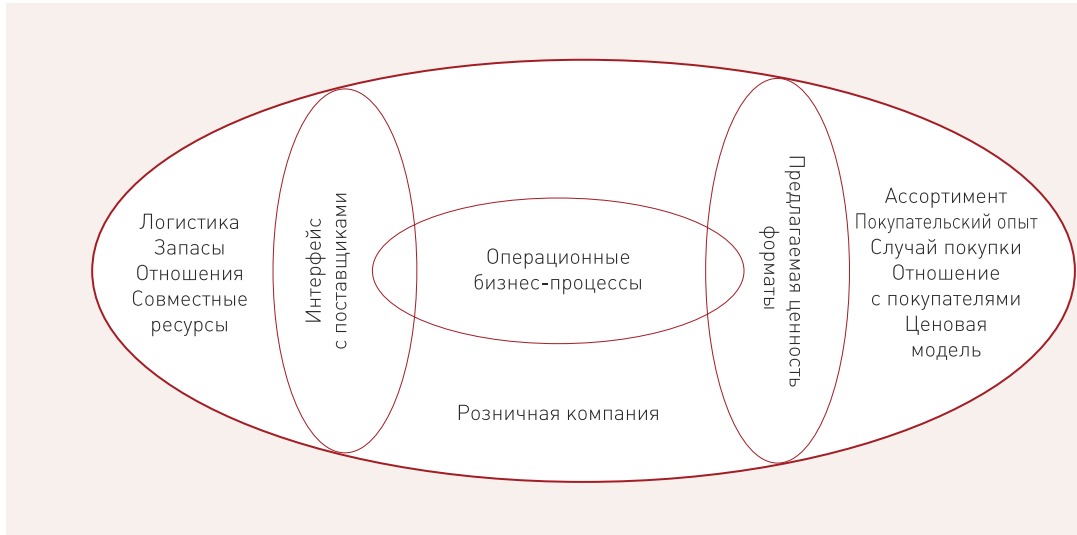 Логистика
Запасы
Отношения
Совместные
ресурсы
Интерфейс
с поставщиками
Операционные
бизнес-процессы
Розничная компания
Предлагаемая ценность
форматы
Ассортимент
Покупательский опыт
Случай покупки
Отношение
с покупателями
Ценовая
модель